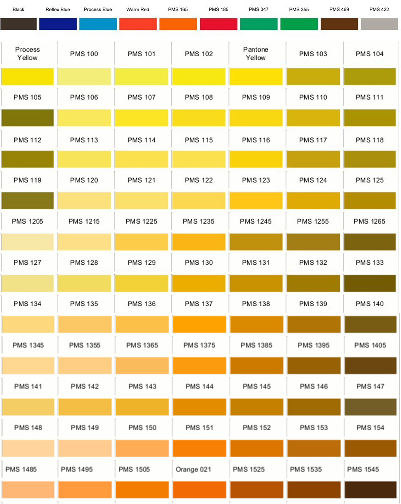 Black Reflex Blue Process Blue Warm Red PMS 165 PMS 185 PMS 347 PMS 355 PMS 469 PMS 422
Process Yellow PMS 100 PMS 101 PMS 102 Pantone Yellow PMS 103 PMS 104
PMS 105 PMS 106 PMS 107 PMS 108 PMS 109 PMS 110 PMS 111
PMS 112 PMS 113 PMS 114 PMS 115 PMS 116 PMS 117 PMS 118
PMS 119 PMS 120 PMS 121 PMS 122 PMS 123 PMS 124 PMS 125
PMS 1205 PMS 1215 PMS 1225 PMS 1235 PMS 1245 PMS 1255 PMS 1265
PMS 127 PMS 128 PMS 129 PMS 130 PMS 131 PMS 132 PMS 133
PMS 134 PMS 135 PMS 136 PMS 137 PMS 138 PMS 139 PMS 140
PMS 1345 PMS 1355 PMS 1365 PMS 1375 PMS 1385 PMS 1395 PMS 1405
PMS 141 PMS 142 PMS 143 PMS 144 PMS 145 PMS 146 PMS 147
PMS 148 PMS 149 PMS 150 PMS 151 PMS 152 PMS 153 PMS 154
PMS 1485 PMS 1495 PMS 1505 Orange 021 PMS 1525 PMS 1535 PMS 1545